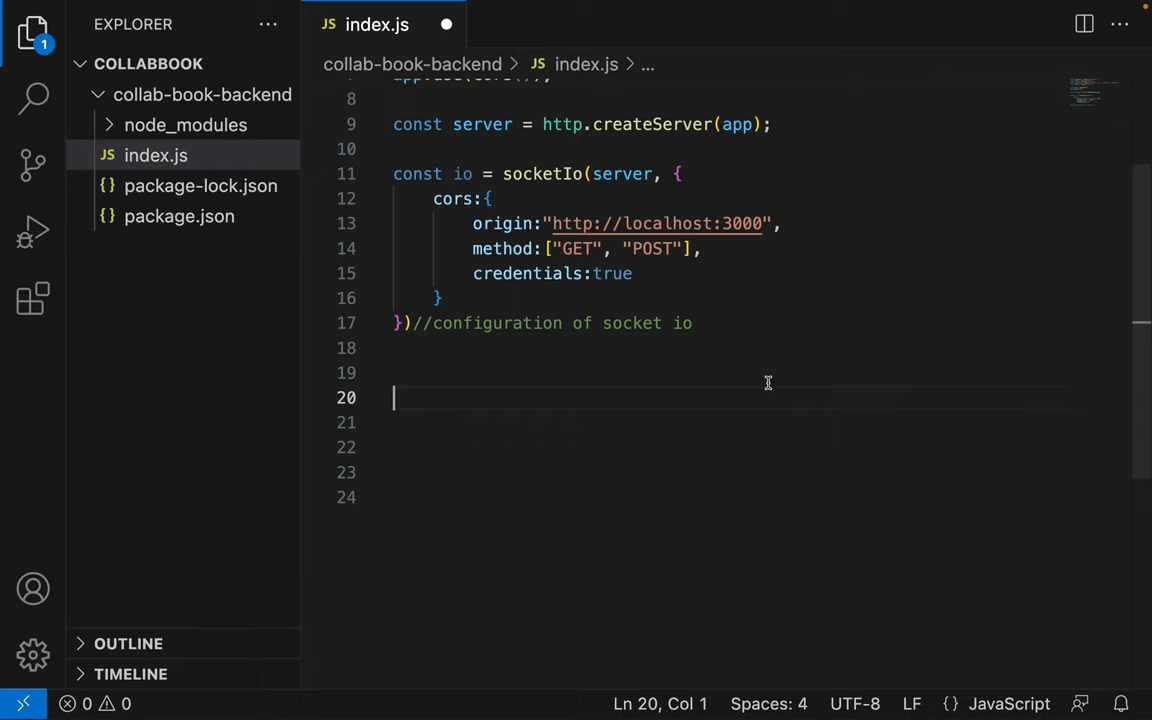 EXPLORER
JS index.js
1
COLLABBOOK
collab-book-backend
node_modules
JS index.js
{} package-lock.json
{} package.json
OUTLINE
TIMELINE
collab-book-backend > JS index.js > ...
8
9 const server = http.createServer(app);
10
11 const io = socketIo(server, {
12 cors:{
13 origin:"http://localhost:3000",
14 method:["GET", "POST"],
15 credentials:true
16 }
17 })//configuration of socket io
18
19
20
21
22
23
24
0 0 Ln 20, Col 1 Spaces: 4 UTF-8 LF {} JavaScript